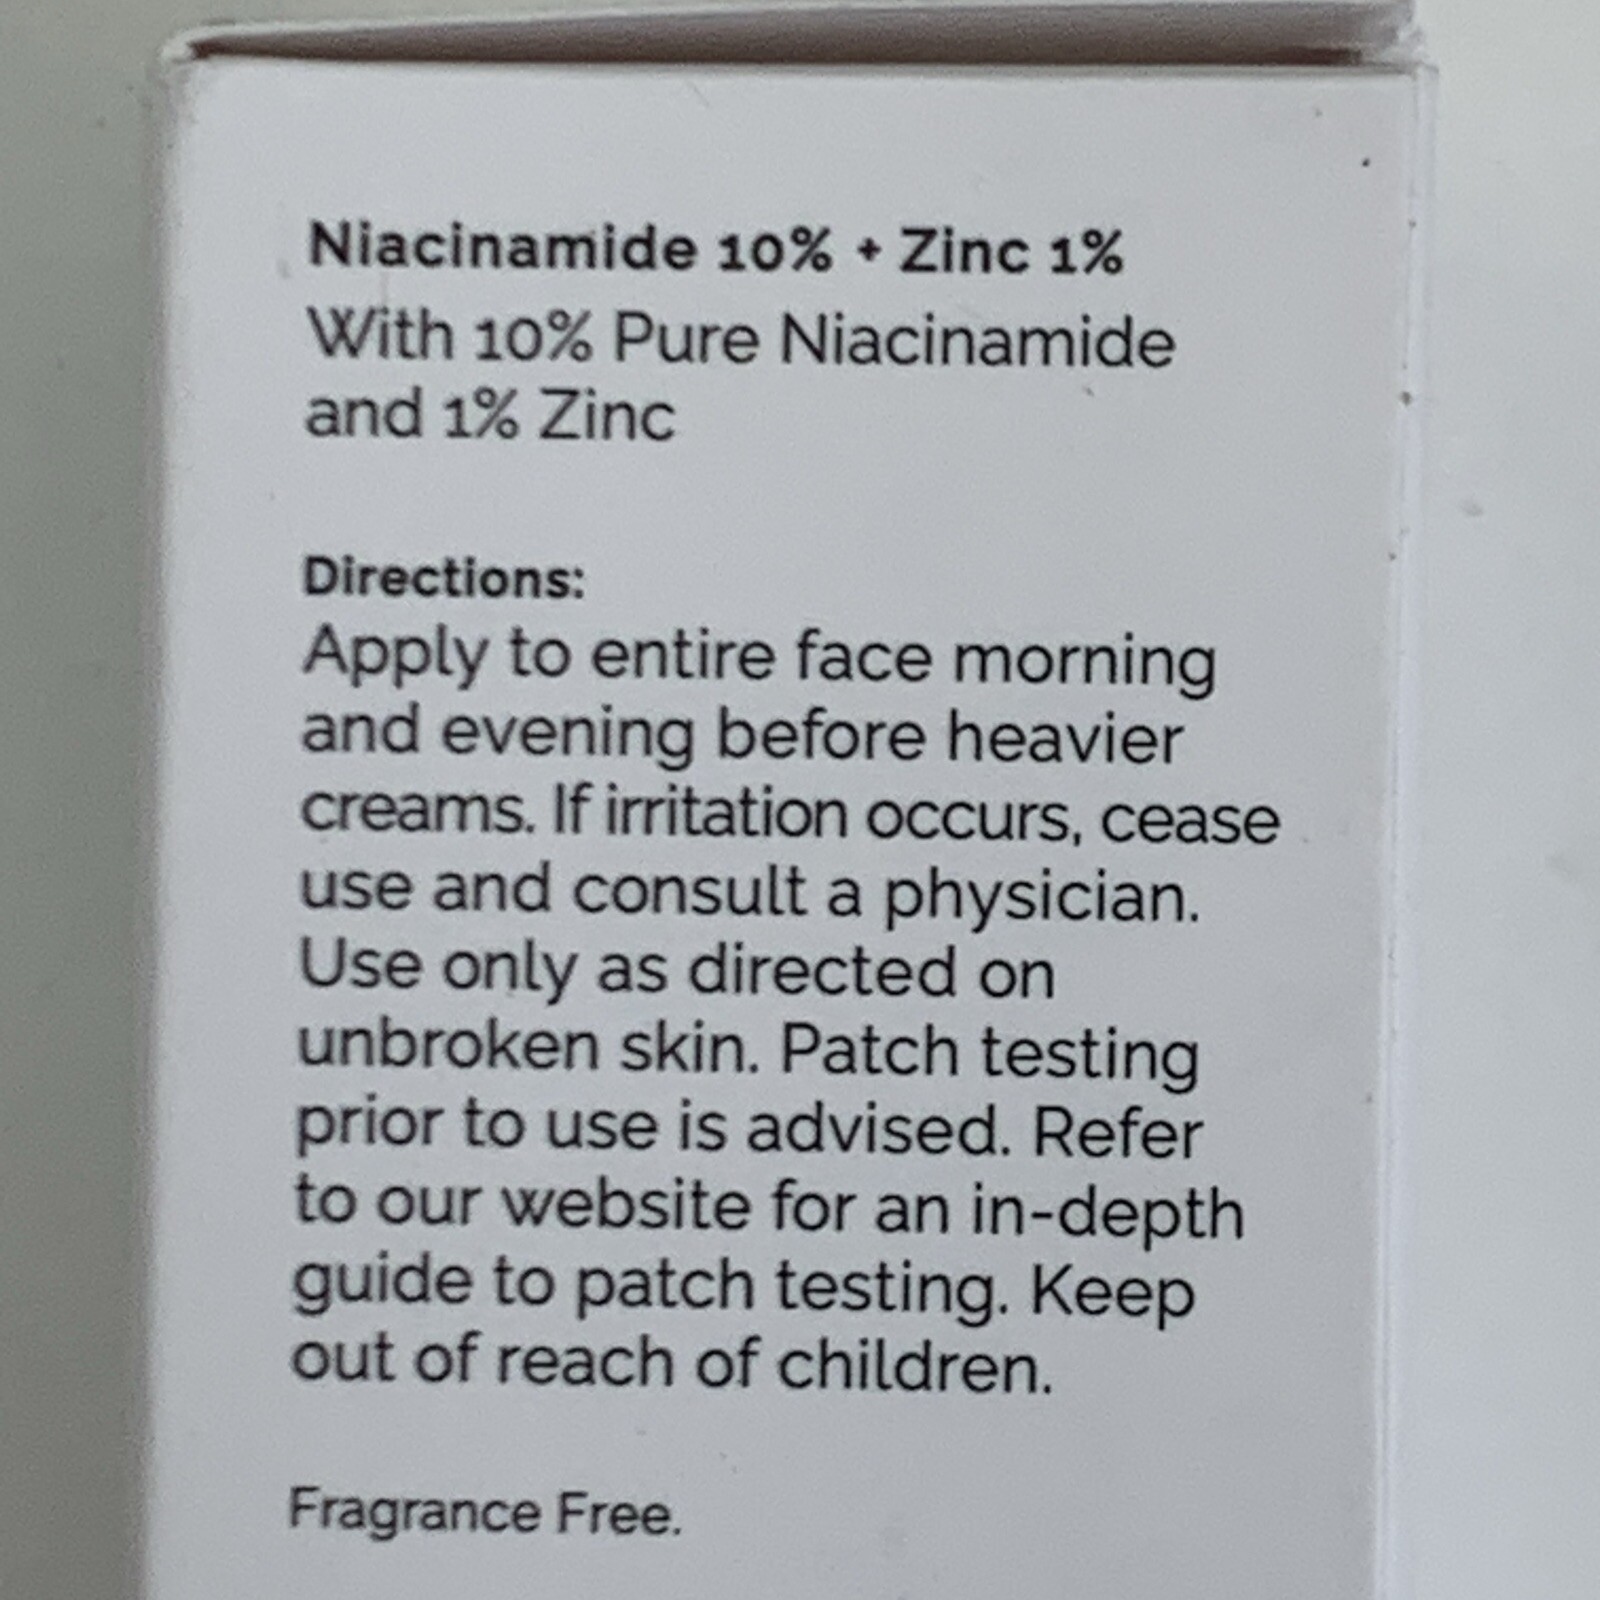 Niacinamide 10% + Zinc 1%
With 10% Pure Niacinamide
and 1% Zinc
Directions:
Apply to entire face morning
and evening before heavier
creams. If irritation occurs, cease
use and consult a physician.
Use only as directed on
unbroken skin. Patch testing
prior to use is advised. Refer
to our website for an in-depth
guide to patch testing. Keep
out of reach of children.
Fragrance Free.